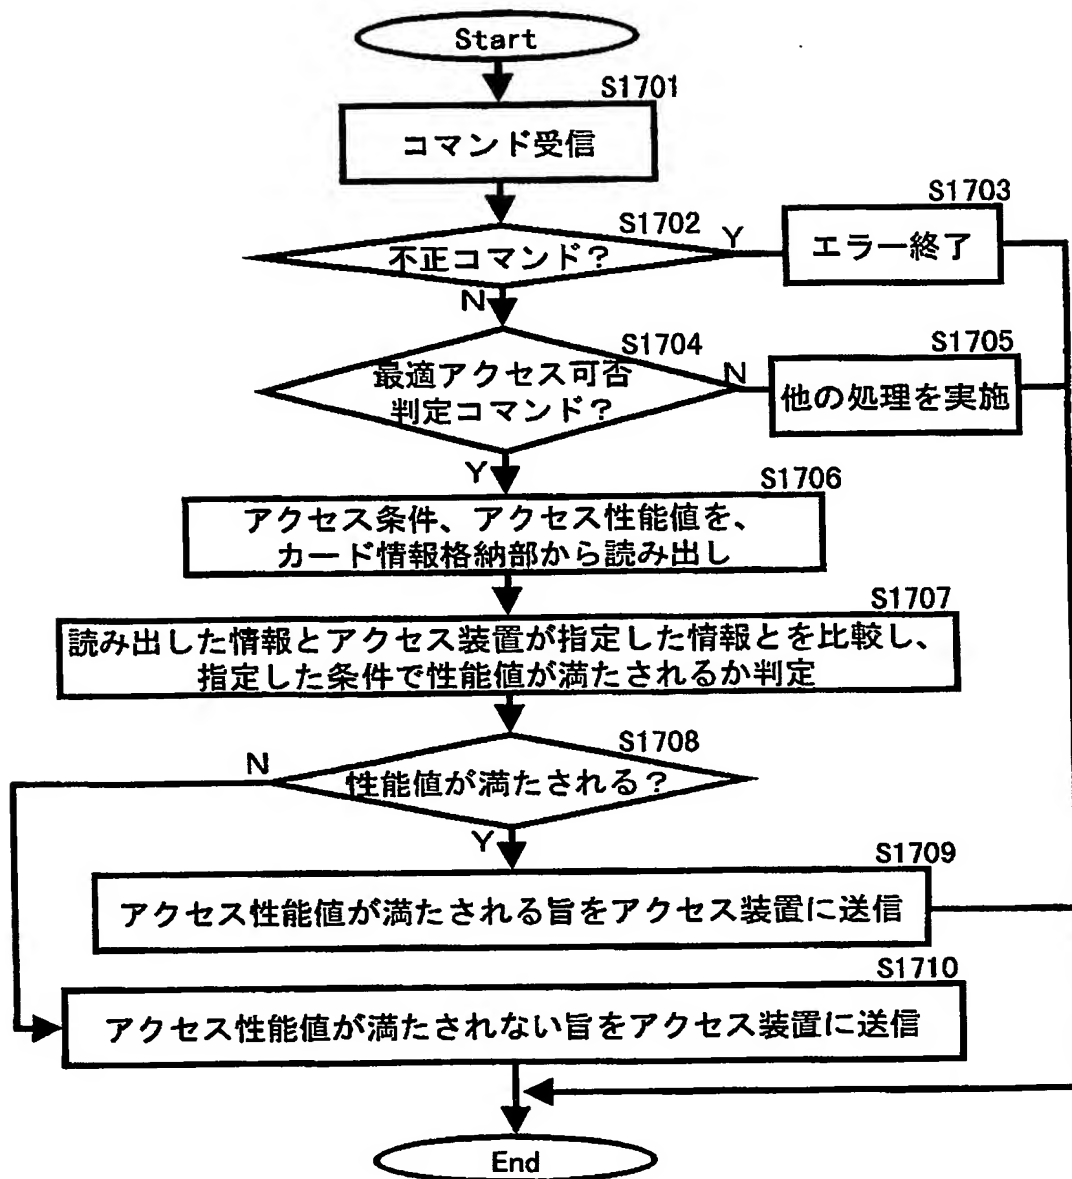 Start
S1701
コマンド受信
S1702
不正コマンド?
Y
S1703
エラー終了
N
S1704
最適アクセス可否
判定コマンド?
N
S1705
他の処理を実施
Y
S1706
アクセス条件、アクセス性能値を、
カード情報格納部から読み出し
S1707
読み出した情報とアクセス装置が指定した情報とを比較し、
指定した条件で性能値が満たされるか判定
S1708
性能値が満たされる?
N
Y
S1709
アクセス性能値が満たされる旨をアクセス装置に送信
S1710
アクセス性能値が満たされない旨をアクセス装置に送信
End